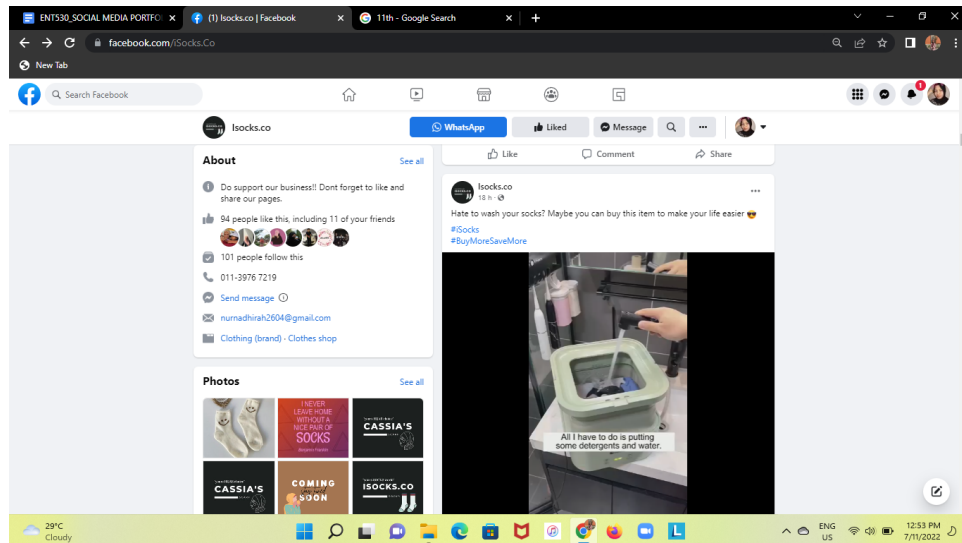 ENT530_SOCIAL MEDIA PORTFO
(1) Isocks.co | Facebook
11th - Google Search
facebook.com/iSocks.Co
New Tab
Search Facebook
1
Isocks.co
WhatsApp
Liked
Message
About
See all
Do support our business!! Dont forget to like and
share our pages.
94 people like this, including 11 of your friends
101 people follow this
011-3976 7219
Send message
nurnadhirah2604@gmail.com
Clothing (brand) · Clothes shop
Photos
See all
I NEVER
LEAVE HOME
WITHOUT A
NICE PAIR OF
SOCKS
CASSIA'S
CASSIA'S
COMING
SOON
ISOCKS.CO
Like
Comment
Share
Isocks.co
18 h ·
Hate to wash your socks? Maybe you can buy this item to make your life easier
#iSocks
#BuyMoreSaveMore
All I have to do is putting
some detergents and water.
29°C
Cloudy
ENG
US
12:53 PM
7/11/2022